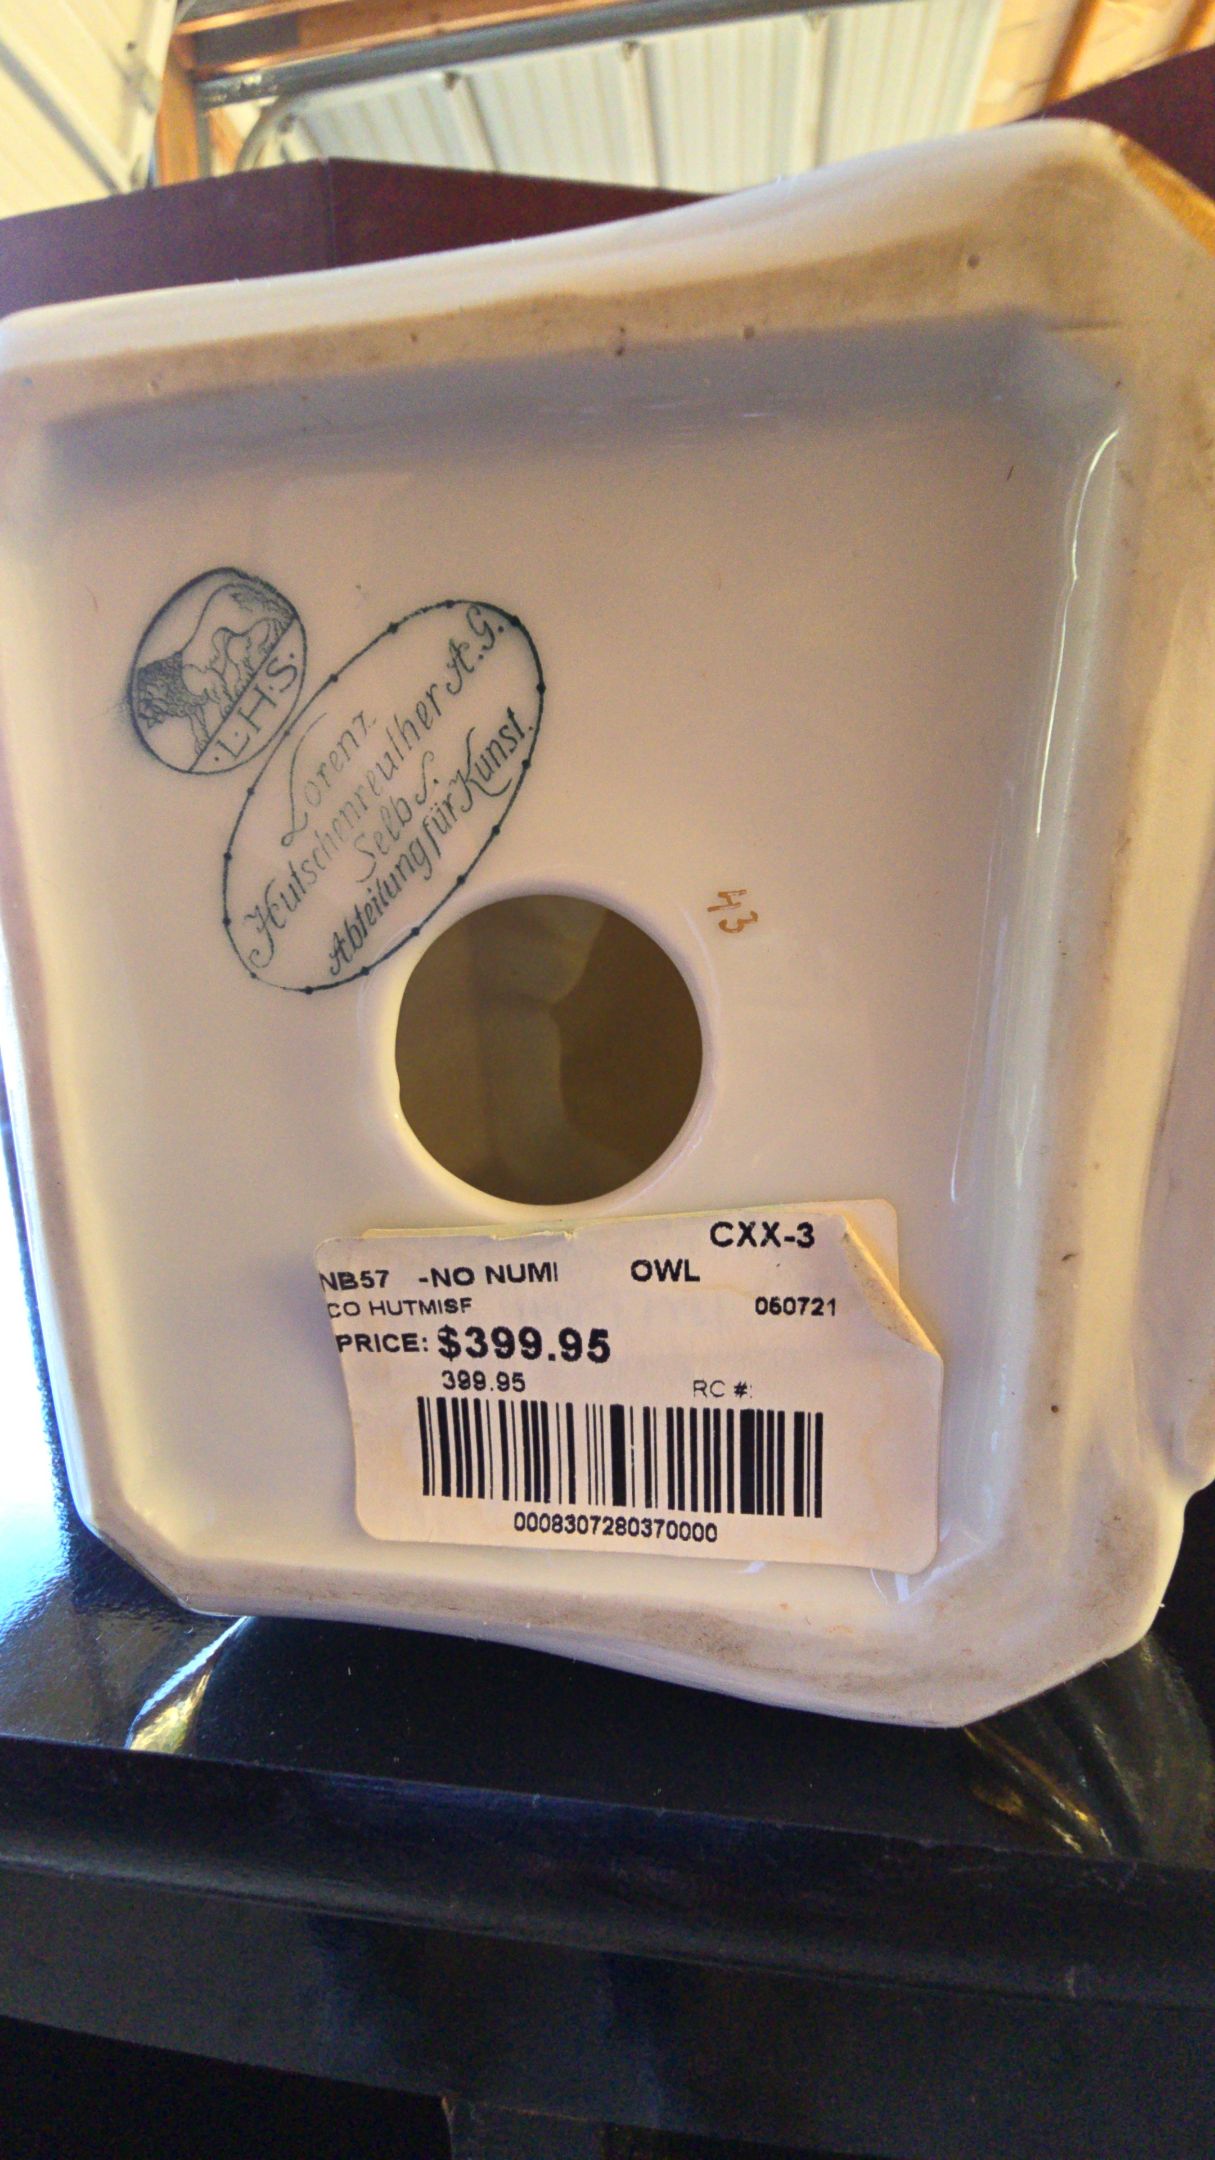 ·L·H·S·
Lorenz
Hutschenreuther A.G.
Selb
Abteilung für Kunst.
43
CXX-3
NB57 -NO NUMI OWL
CO HUTMISF 060721
PRICE: $399.95
399.95 RC #:
0008307280370000